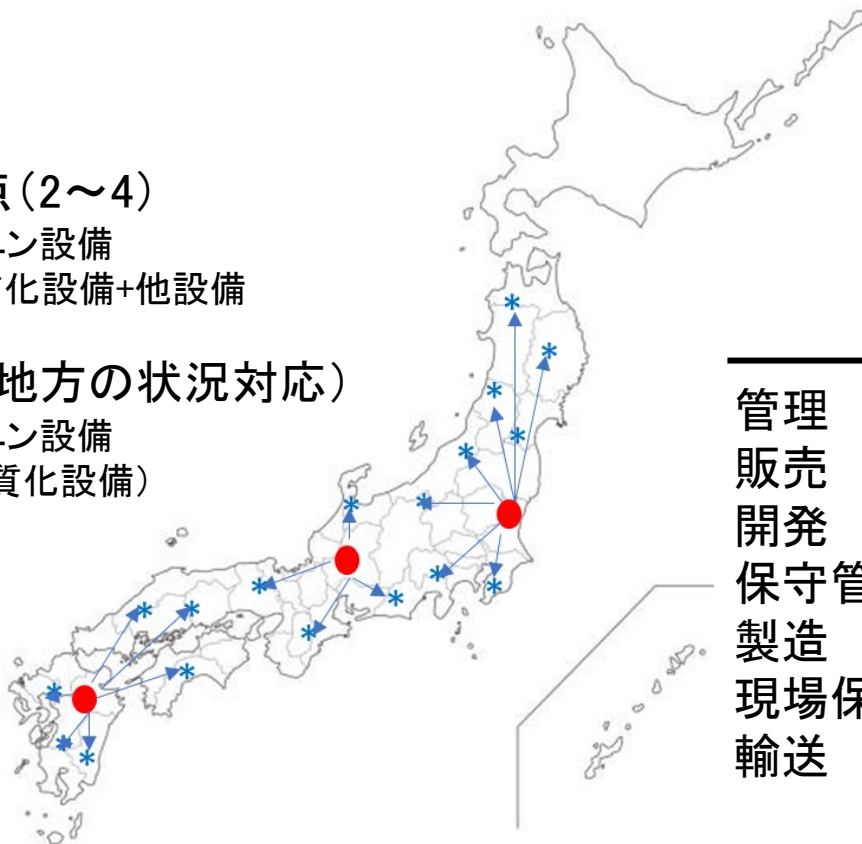 点(2～4)
ン設備
化設備+他設備
地方の状況対応)
ン設備
質化設備)
管理
販売
開発
保守管
製造
現場保
輸送